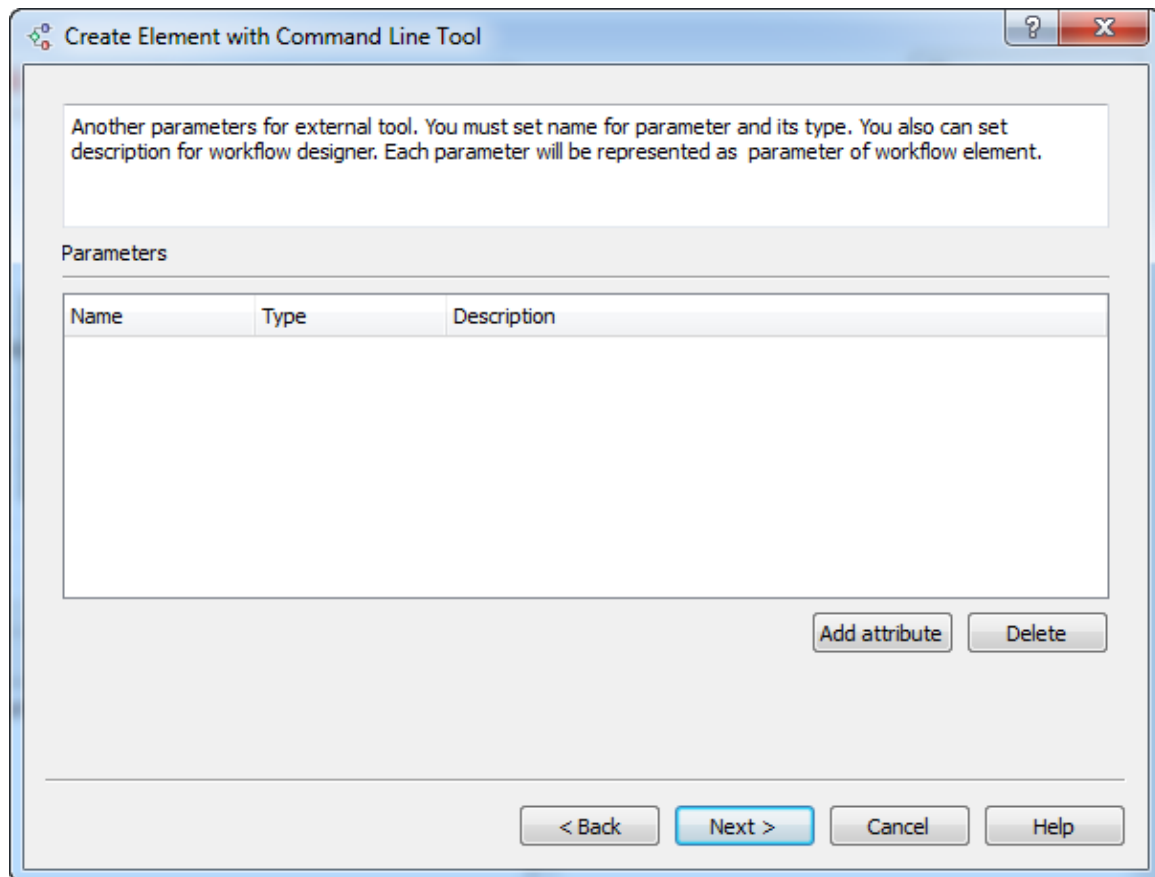 Create Element with Command Line Tool
Another parameters for external tool. You must set name for parameter and its type. You also can set
description for workflow designer. Each parameter will be represented as  parameter of workflow element.
Parameters
Name Type Description
Add attribute Delete
< Back Next > Cancel Help